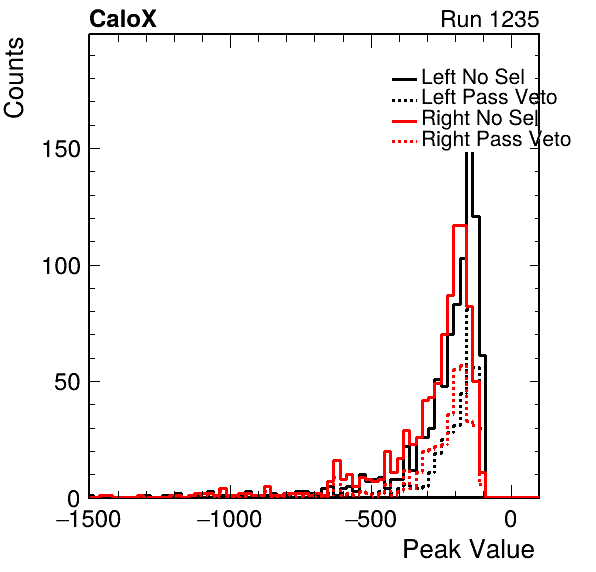 CaloX Run 1235
Counts
Left No Sel
Left Pass Veto
Right No Sel
Right Pass Veto
150
100
50
0
−1500 −1000 −500 0
Peak Value